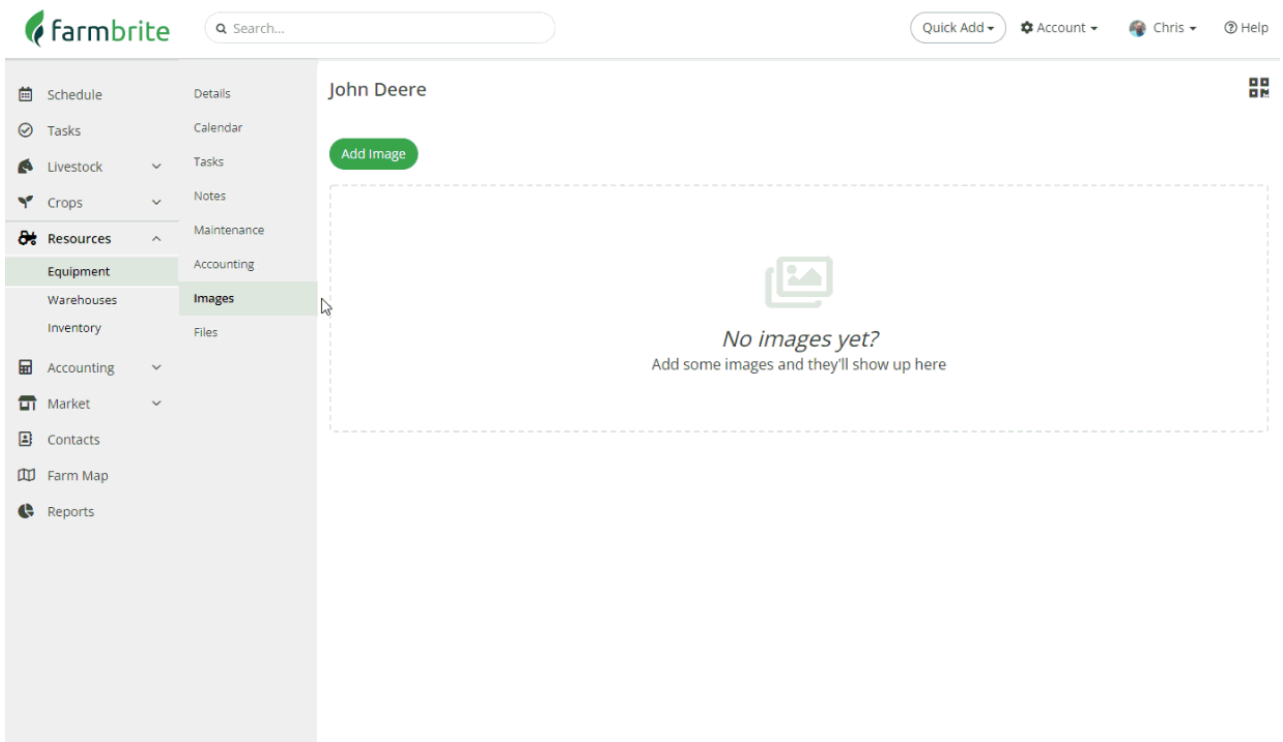 farmbrite
Search...
Quick Add
Account
Chris
Help
Schedule
Tasks
Livestock
Crops
Resources
Equipment
Warehouses
Inventory
Accounting
Market
Contacts
Farm Map
Reports
Details
Calendar
Tasks
Notes
Maintenance
Accounting
Images
Files
John Deere
Add Image
No images yet?
Add some images and they'll show up here